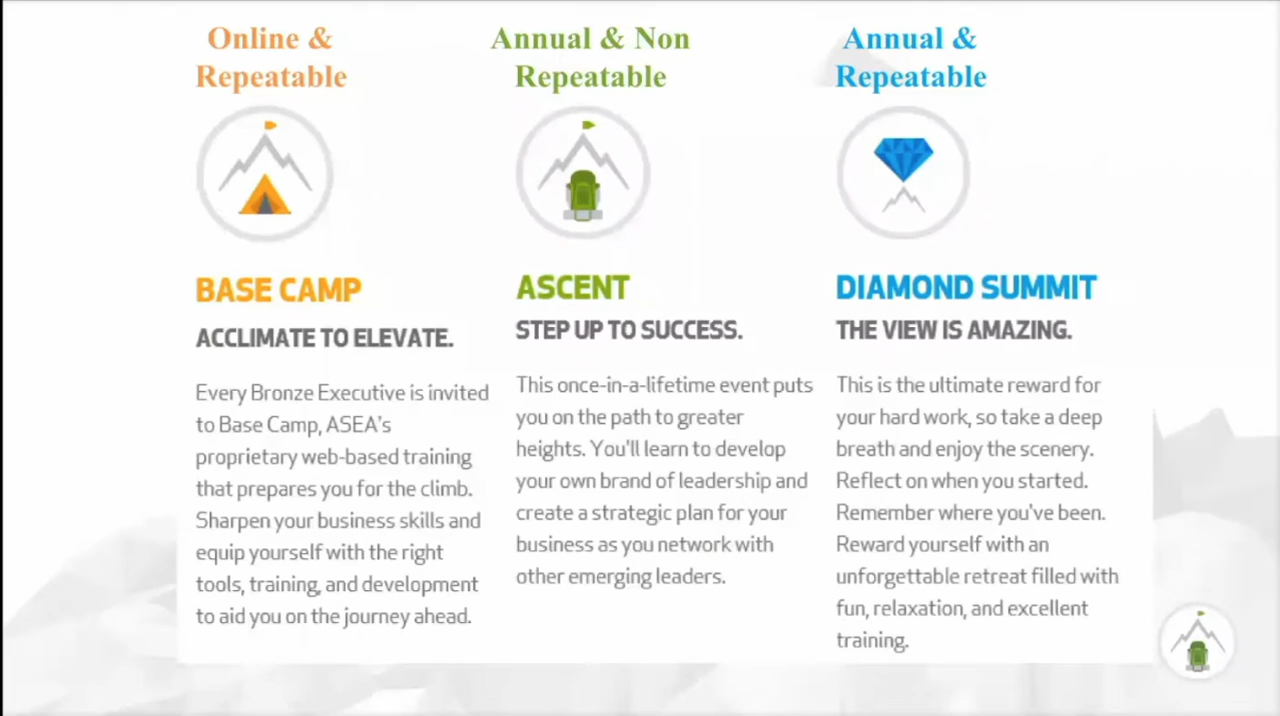 Online &
Repeatable
BASE CAMP
ACCLIMATE TO ELEVATE.
Every Bronze Executive is invited
to Base Camp, ASEA's
proprietary web-based training
that prepares you for the climb.
Sharpen your business skills and
equip yourself with the right
tools, training, and development
to aid you on the journey ahead.
Annual & Non
Repeatable
ASCENT
STEP UP TO SUCCESS.
This once-in-a-lifetime event puts
you on the path to greater
heights. You'll learn to develop
your own brand of leadership and
create a strategic plan for your
business as you network with
other emerging leaders.
Annual &
Repeatable
DIAMOND SUMMIT
THE VIEW IS AMAZING.
This is the ultimate reward for
your hard work, so take a deep
breath and enjoy the scenery.
Reflect on when you started.
Remember where you've been.
Reward yourself with an
unforgettable retreat filled with
fun, relaxation, and excellent
training.